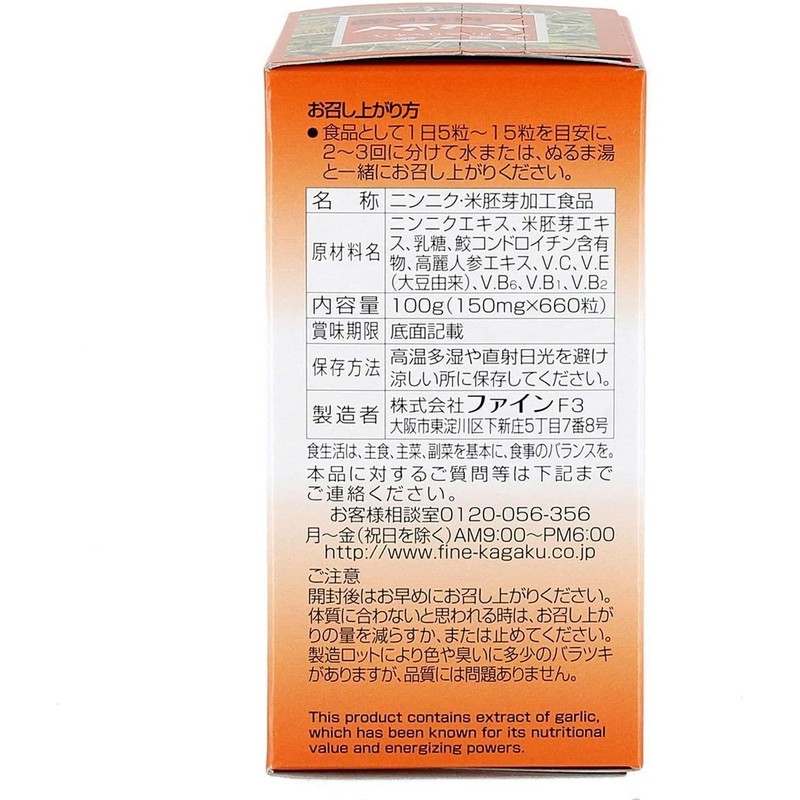 お召し上がり方
●食品として1日5粒〜15粒を目安に、
2〜3回に分けて水または、ぬるま湯
と一緒にお召し上がりください。
名 称 ニンニク・米胚芽加工食品
原材料名 ニンニクエキス、米胚芽エキ
ス、乳糖、鮫コンドロイチン含有
物、高麗人参エキス、V.C、V.E
(大豆由来)、V.B6、V.B1、V.B2
内容量 100g(150mg×660粒)
賞味期限 底面記載
保存方法 高温多湿や直射日光を避け
涼しい所に保存してください。
製造者 株式会社ファインF3
大阪市東淀川区下新庄5丁目7番8号
食生活は、主食、主菜、副菜を基本に、食事のバランスを。
本品に対するご質問等は下記まで
ご連絡ください。
お客様相談室0120-056-356
月〜金(祝日を除く)AM9:00〜PM6:00
http://www.fine-kagaku.co.jp
ご注意
開封後はお早めにお召し上がりください。
体質に合わないと思われる時は、お召し上が
りの量を減らすか、または止めてください。
製造ロットにより色や臭いに多少のバラツキ
がありますが、品質には問題ありません。
This product contains extract of garlic,
which has been known for its nutritional
value and energizing powers.